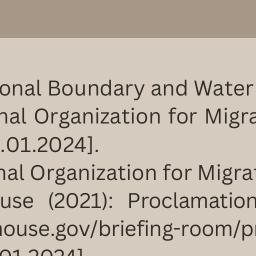 onal Boundary and Water
nal Organization for Migra
.01.2024].
nal Organization for Migrat
use (2021): Proclamation
house.gov/briefing-room/pr
01.2024]